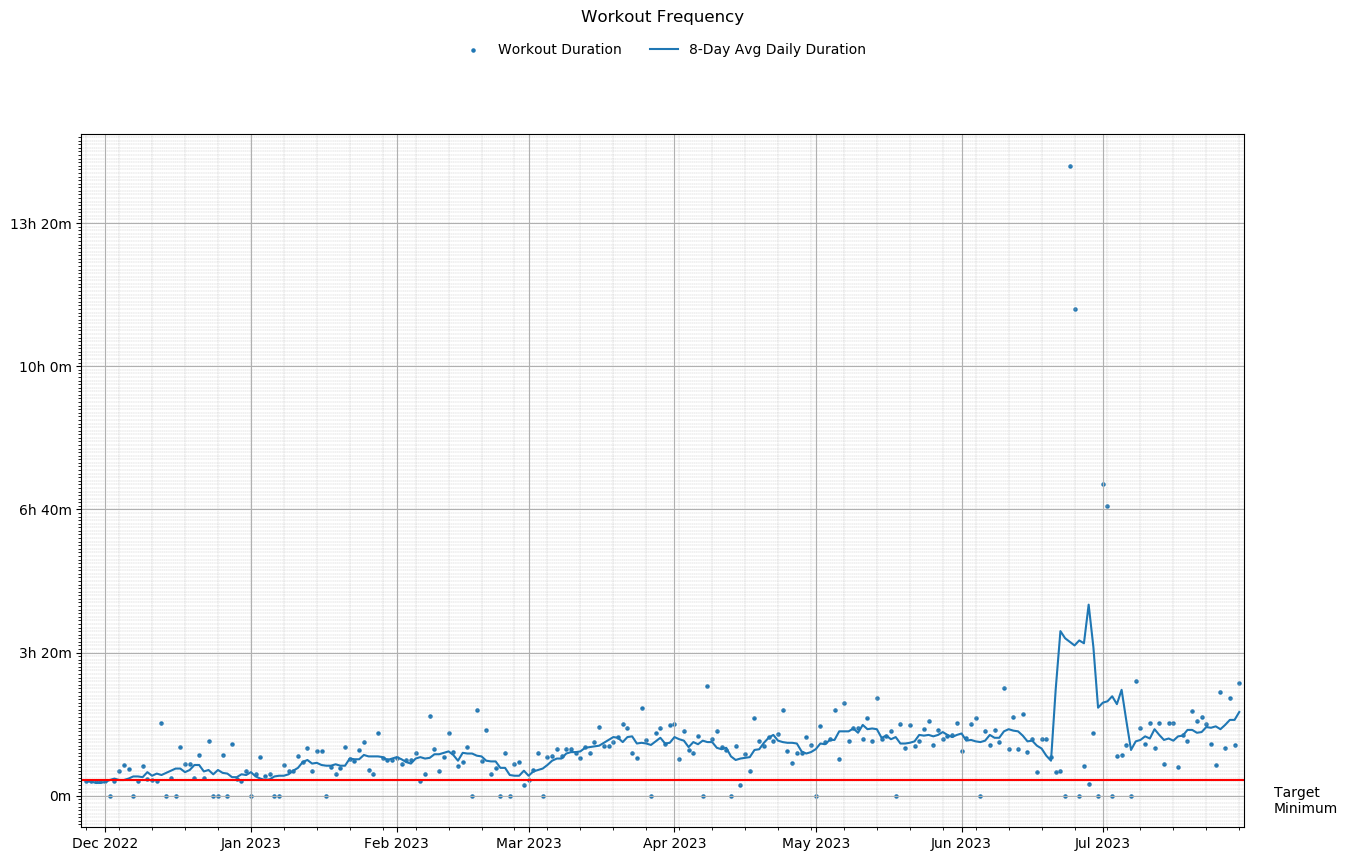 Workout Frequency
Workout Duration
8-Day Avg Daily Duration
13h 20m
10h 0m
6h 40m
3h 20m
0m
Target
Minimum
Dec 2022
Jan 2023
Feb 2023
Mar 2023
Apr 2023
May 2023
Jun 2023
Jul 2023